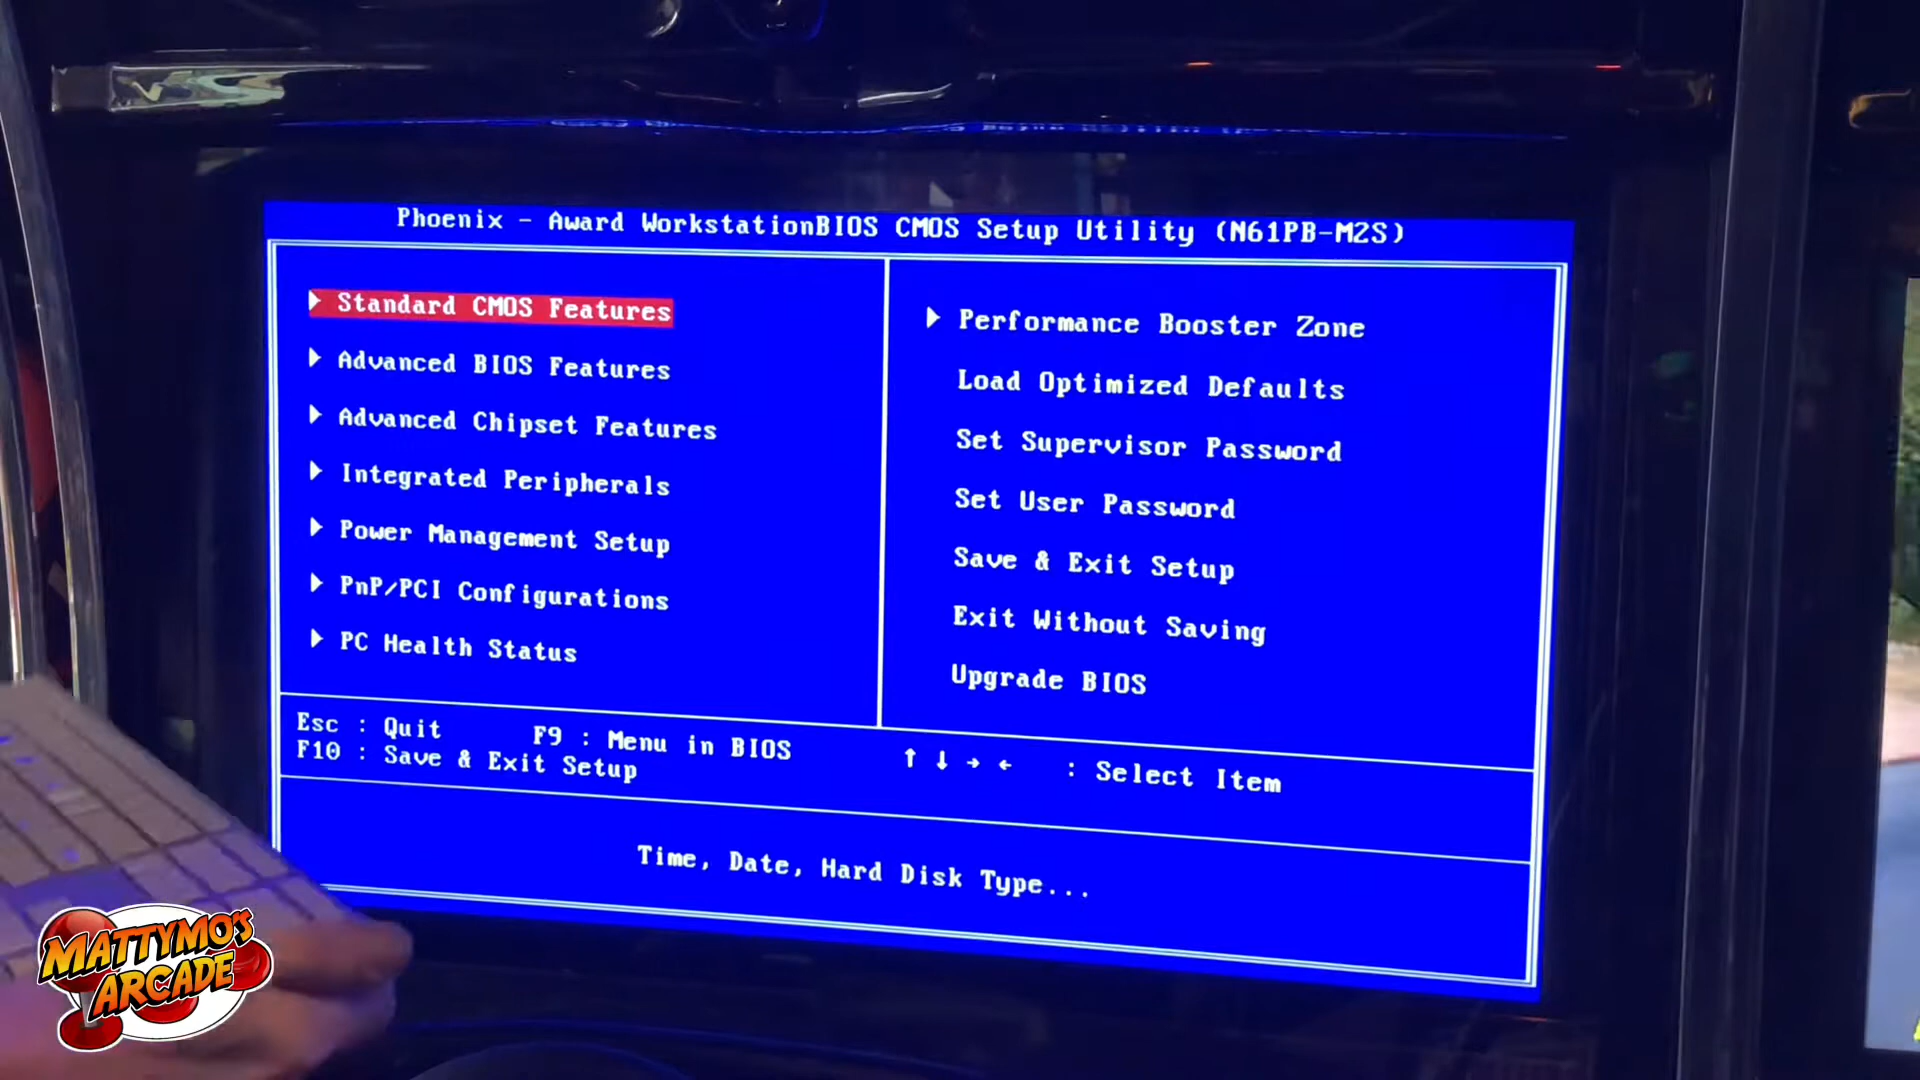 Phoenix - Award WorkstationBIOS CMOS Setup Utility (N61PB-M2S)
Standard CMOS Features
Advanced BIOS Features
Advanced Chipset Features
Integrated Peripherals
Power Management Setup
PnP/PCI Configurations
PC Health Status
Performance Booster Zone
Load Optimized Defaults
Set Supervisor Password
Set User Password
Save & Exit Setup
Exit Without Saving
Upgrade BIOS
Esc : Quit F9 : Menu in BIOS ↑ ↓ → ← : Select Item
F10 : Save & Exit Setup
Time, Date, Hard Disk Type...
MATTYMO'S
ARCADE